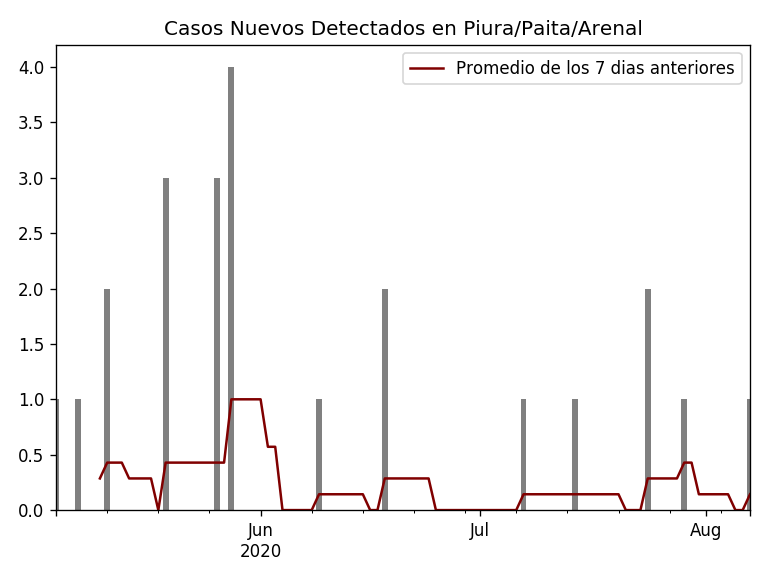 Casos Nuevos Detectados en Piura/Paita/Arenal
Promedio de los 7 dias anteriores
4.0
3.5
3.0
2.5
2.0
1.5
1.0
0.5
0.0
Jun
2020
Jul
Aug